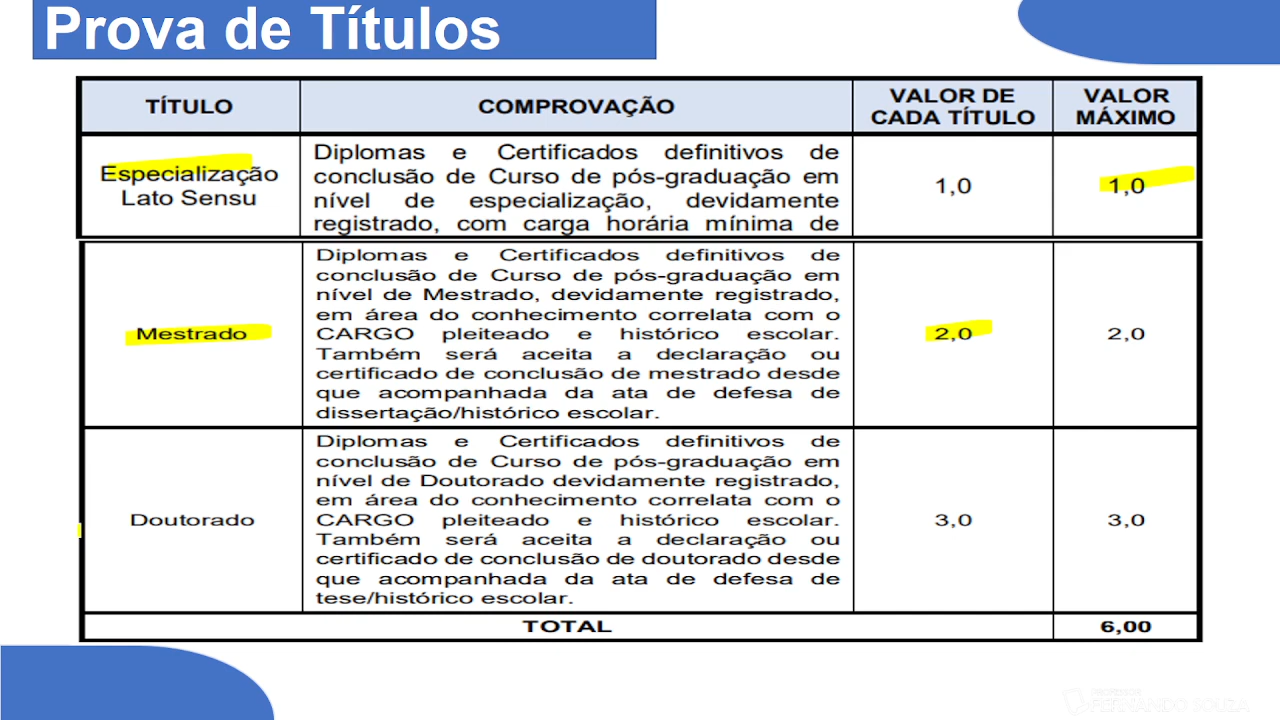 Prova de Títulos
TÍTULO
COMPROVAÇÃO
VALOR DE
CADA TÍTULO
VALOR
MÁXIMO
Especialização
Lato Sensu
Diplomas e Certificados definitivos de
conclusão de Curso de pós-graduação em
nível de especialização, devidamente
registrado, com carga horária mínima de
1,0
1,0
Mestrado
Diplomas e Certificados definitivos de
conclusão de Curso de pós-graduação em
nível de Mestrado, devidamente registrado,
em área do conhecimento correlata com o
CARGO pleiteado e histórico escolar.
Também será aceita a declaração ou
certificado de conclusão de mestrado desde
que acompanhada da ata de defesa de
dissertação/histórico escolar.
2,0
2,0
Doutorado
Diplomas e Certificados definitivos de
conclusão de Curso de pós-graduação em
nível de Doutorado devidamente registrado,
em área do conhecimento correlata com o
CARGO pleiteado e histórico escolar.
Também será aceita a declaração ou
certificado de conclusão de doutorado desde
que acompanhada da ata de defesa de
tese/histórico escolar.
3,0
3,0
TOTAL
6,00
PROFESSOR
FERNANDO SOUZA